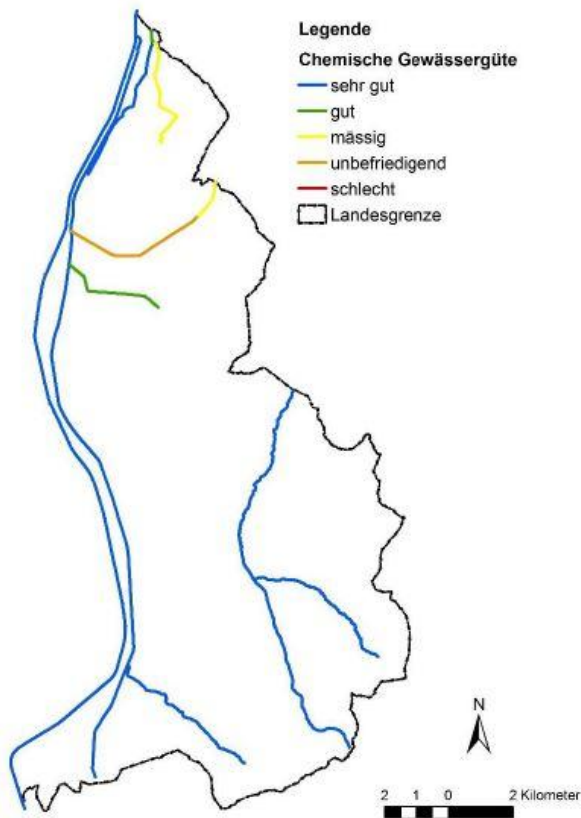 Legende
Chemische Gewässergüte
sehr gut
gut
mässig
unbefriedigend
schlecht
Landesgrenze
N
2 1 0 2 Kilometer